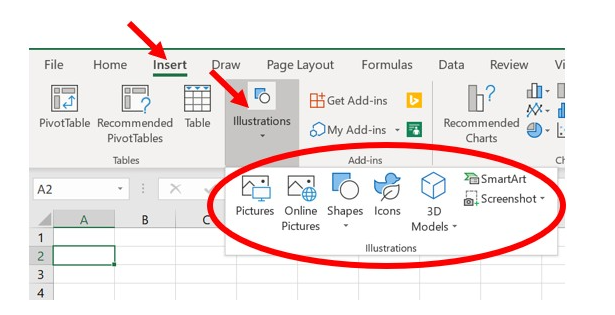 File Home Insert Draw Page Layout Formulas Data Review
PivotTable Recommended PivotTables Table
Tables
Illustrations
Get Add-ins
My Add-ins
Add-ins
Recommended Charts
A2
Pictures Online Pictures Shapes Icons 3D Models
SmartArt
Screenshot
Illustrations
A B
1
2
3
4